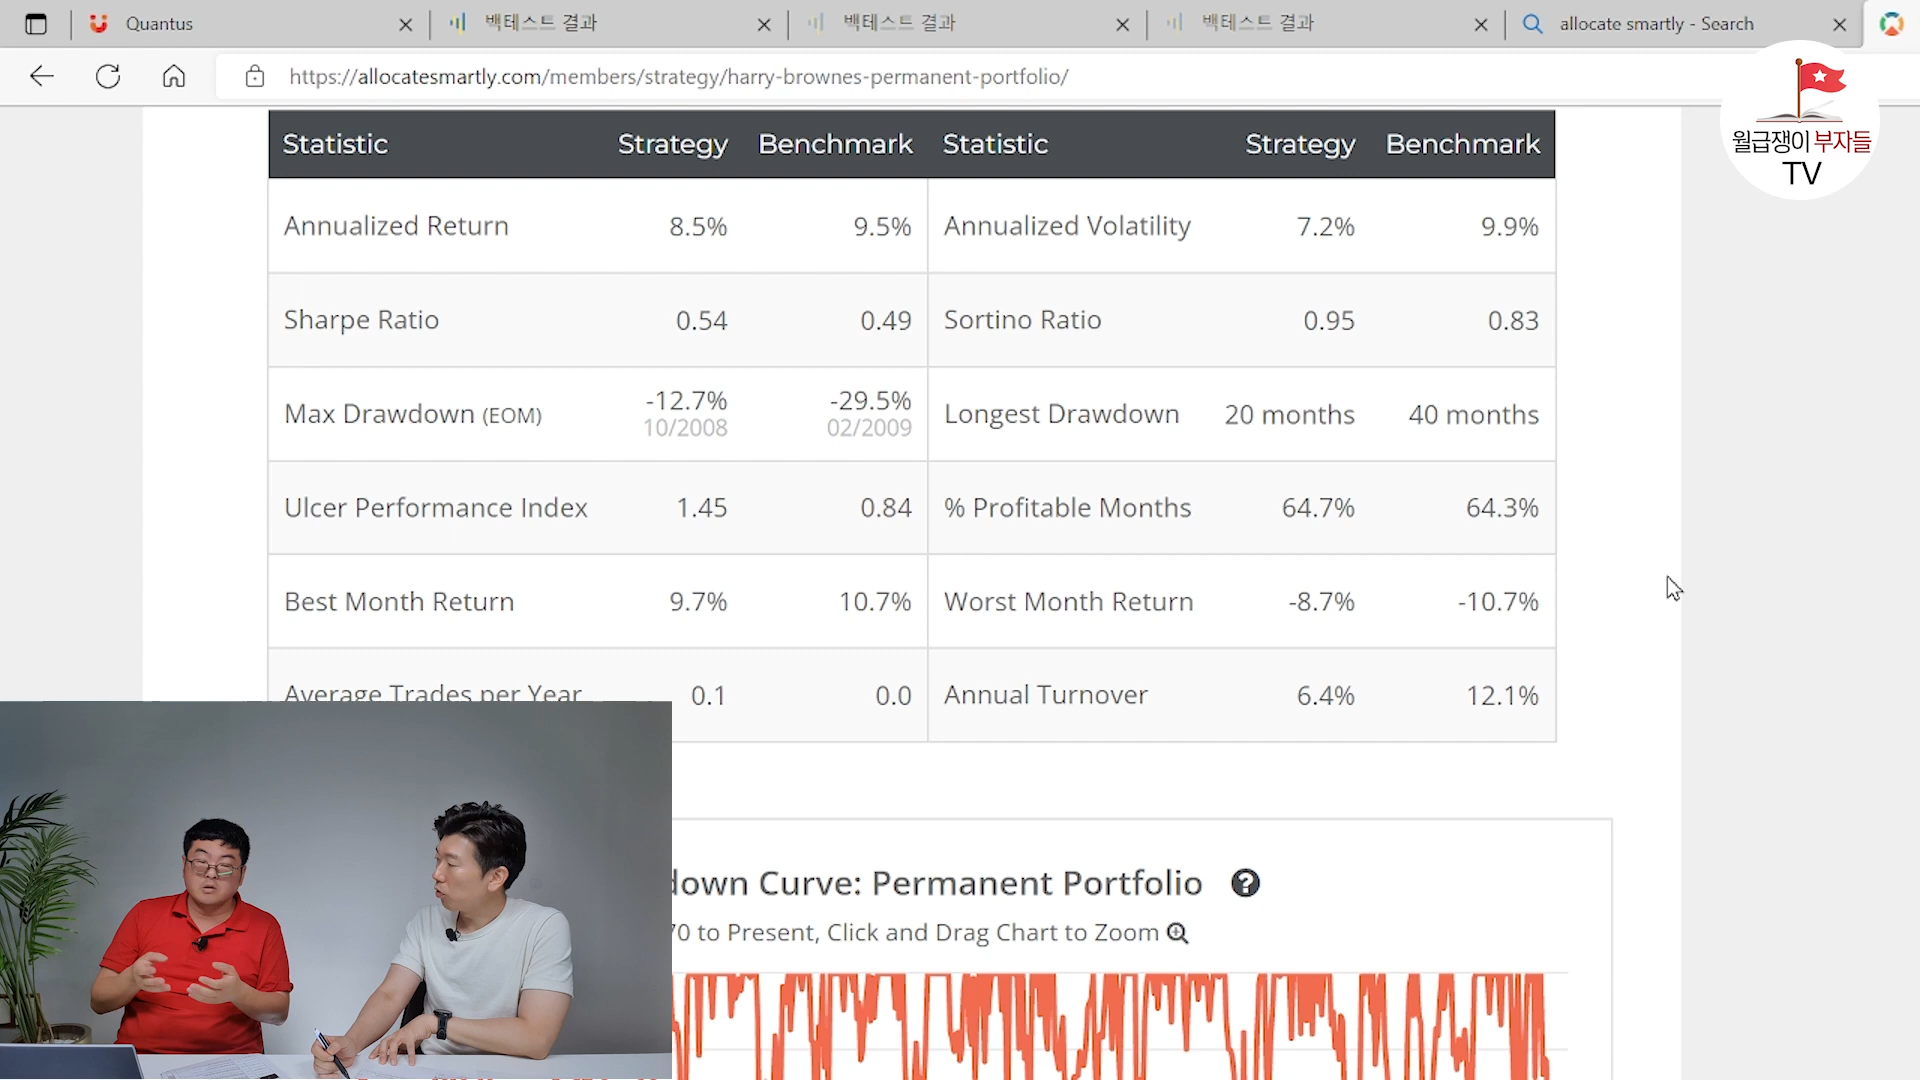 Quantus
백테스트 결과
백테스트 결과
백테스트 결과
allocate smartly - Search
https://allocatesmartly.com/members/strategy/harry-brownes-permanent-portfolio/
월급쟁이 부자들
TV
Statistic Strategy Benchmark Statistic Strategy Benchmark
Annualized Return 8.5% 9.5% Annualized Volatility 7.2% 9.9%
Sharpe Ratio 0.54 0.49 Sortino Ratio 0.95 0.83
Max Drawdown (EOM) -12.7% 10/2008 -29.5% 02/2009 Longest Drawdown 20 months 40 months
Ulcer Performance Index 1.45 0.84 % Profitable Months 64.7% 64.3%
Best Month Return 9.7% 10.7% Worst Month Return -8.7% -10.7%
Average Trades per Year 0.1 0.0 Annual Turnover 6.4% 12.1%
down Curve: Permanent Portfolio
70 to Present, Click and Drag Chart to Zoom